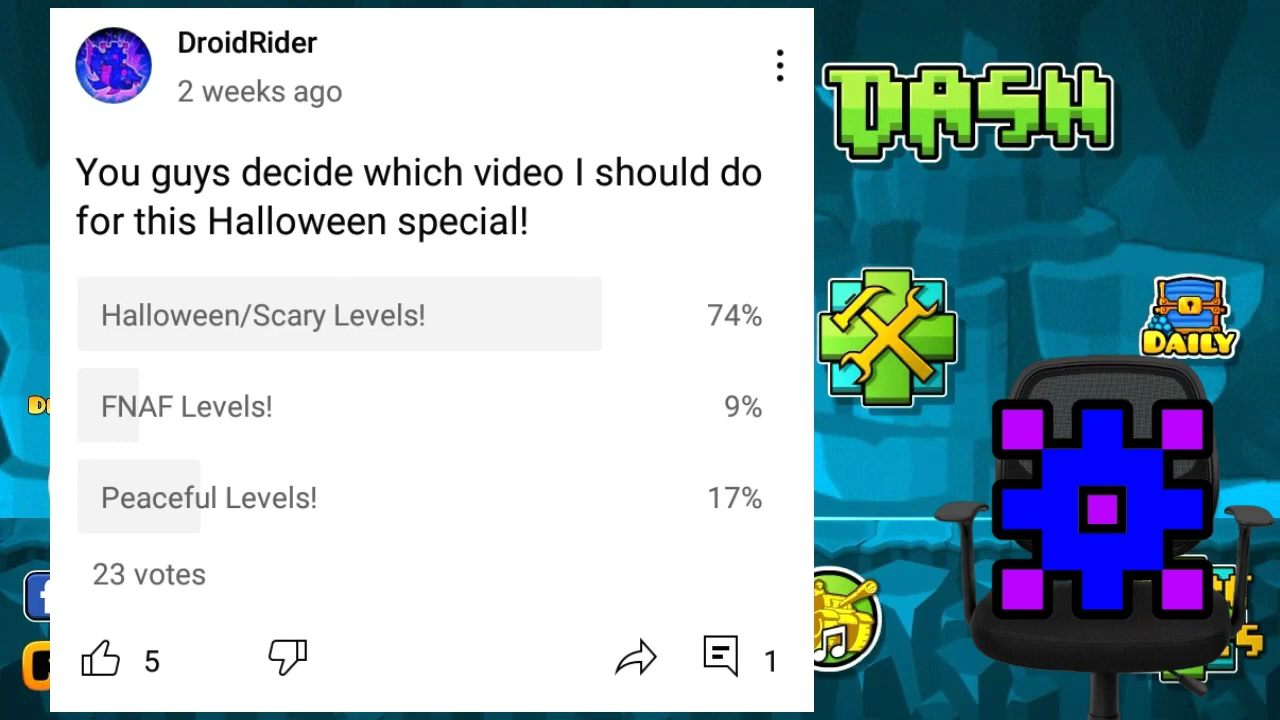 DroidRider
2 weeks ago
You guys decide which video I should do
for this Halloween special!
Halloween/Scary Levels! 74%
FNAF Levels! 9%
Peaceful Levels! 17%
23 votes
5
1
DASH
DAILY